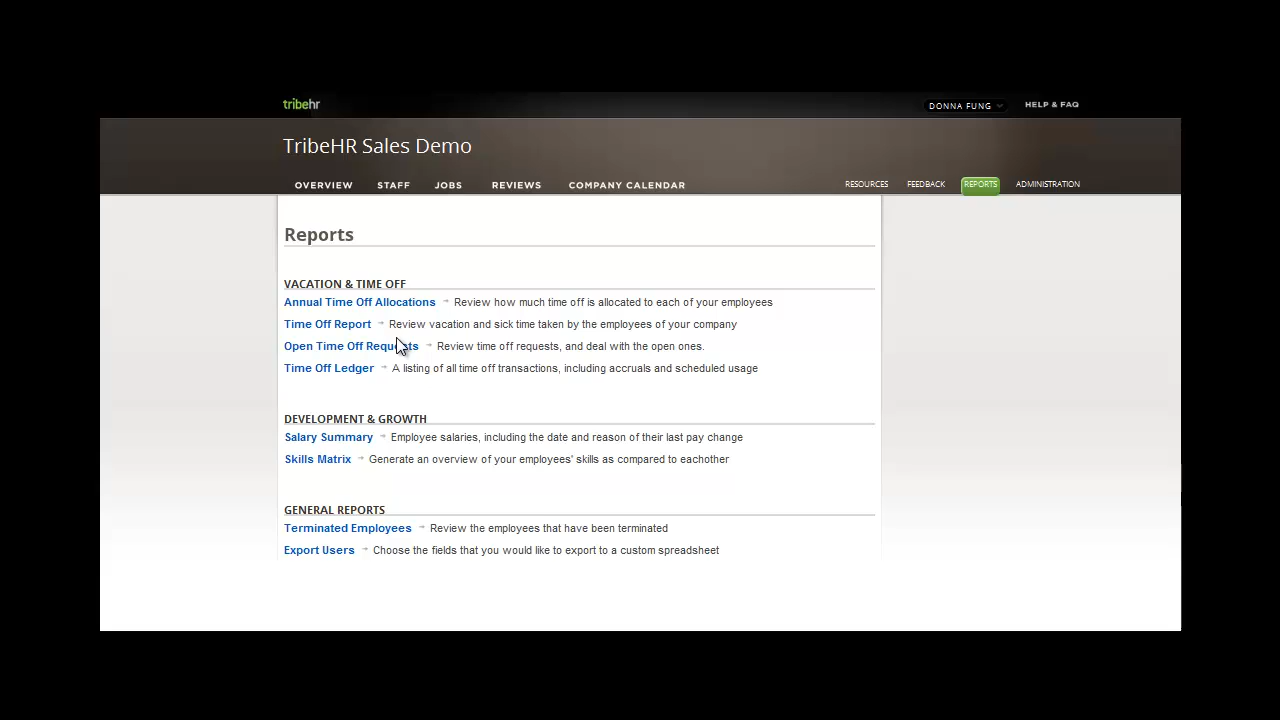 tribehr
DONNA FUNG
HELP & FAQ
TribeHR Sales Demo
OVERVIEW STAFF JOBS REVIEWS COMPANY CALENDAR RESOURCES FEEDBACK REPORTS ADMINISTRATION
Reports
VACATION & TIME OFF
Annual Time Off Allocations → Review how much time off is allocated to each of your employees
Time Off Report → Review vacation and sick time taken by the employees of your company
Open Time Off Requests → Review time off requests, and deal with the open ones.
Time Off Ledger → A listing of all time off transactions, including accruals and scheduled usage
DEVELOPMENT & GROWTH
Salary Summary → Employee salaries, including the date and reason of their last pay change
Skills Matrix → Generate an overview of your employees' skills as compared to eachother
GENERAL REPORTS
Terminated Employees → Review the employees that have been terminated
Export Users → Choose the fields that you would like to export to a custom spreadsheet